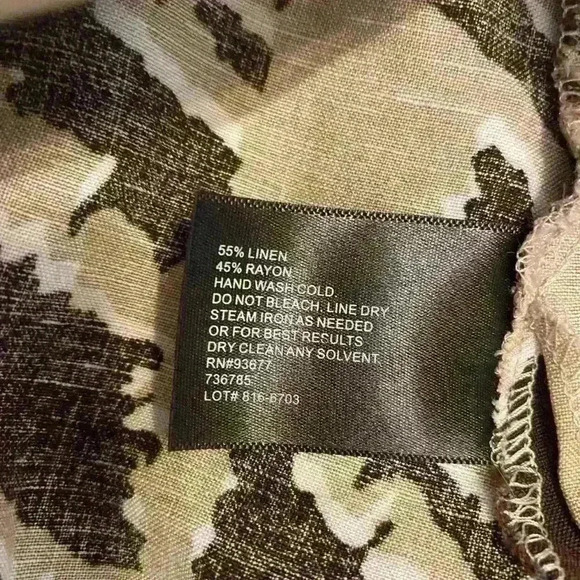 55% LINEN
45% RAYON
HAND WASH COLD.
DO NOT BLEACH. LINE DRY
STEAM IRON AS NEEDED
OR FOR BEST RESULTS
DRY CLEAN ANY SOLVENT.
RN#93677
736785
LOT# 816-8703